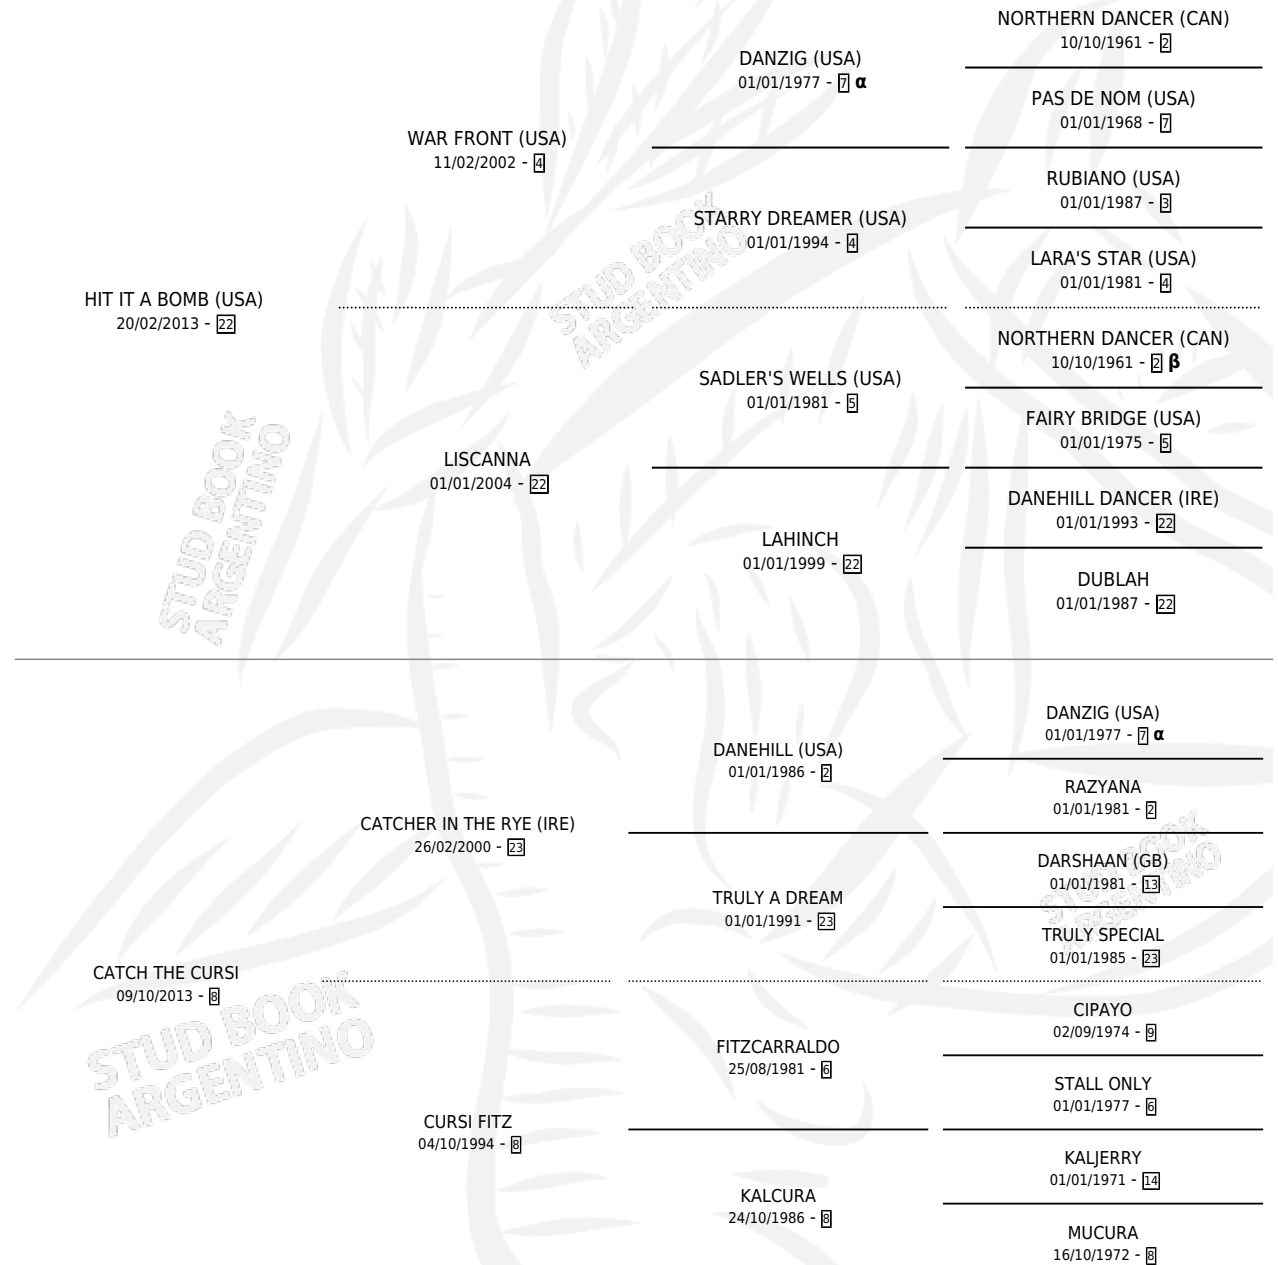 NORTHERN DANCER (CAN)
10/10/1961 - 2
DANZIG (USA)
01/01/1977 - 7 α
PAS DE NOM (USA)
01/01/1968 - 7
WAR FRONT (USA)
11/02/2002 - 4
RUBIANO (USA)
01/01/1987 - 3
STARRY DREAMER (USA)
01/01/1994 - 4
LARA'S STAR (USA)
01/01/1981 - 4
HIT IT A BOMB (USA)
20/02/2013 - 22
NORTHERN DANCER (CAN)
10/10/1961 - 2 β
SADLER'S WELLS (USA)
01/01/1981 - 5
FAIRY BRIDGE (USA)
01/01/1975 - 5
LISCANNA
01/01/2004 - 22
DANEHILL DANCER (IRE)
01/01/1993 - 22
LAHINCH
01/01/1999 - 22
DUBLAH
01/01/1987 - 22
DANZIG (USA)
01/01/1977 - 7 α
DANEHILL (USA)
01/01/1986 - 2
RAZYANA
01/01/1981 - 2
CATCHER IN THE RYE (IRE)
26/02/2000 - 23
DARSHAAN (GB)
01/01/1981 - 13
TRULY A DREAM
01/01/1991 - 23
TRULY SPECIAL
01/01/1985 - 23
CATCH THE CURSI
09/10/2013 - 8
CIPAYO
02/09/1974 - 9
FITZCARRALDO
25/08/1981 - 6
STALL ONLY
01/01/1977 - 6
CURSI FITZ
04/10/1994 - 8
KALJERRY
01/01/1971 - 14
KALCURA
24/10/1986 - 8
MUCURA
16/10/1972 - 8
STUD BOOK
ARGENTINO
STUD BOOK
ARGENTINO
STUD BOOK
ARGENTINO
STUD BOOK
ARGENTINO